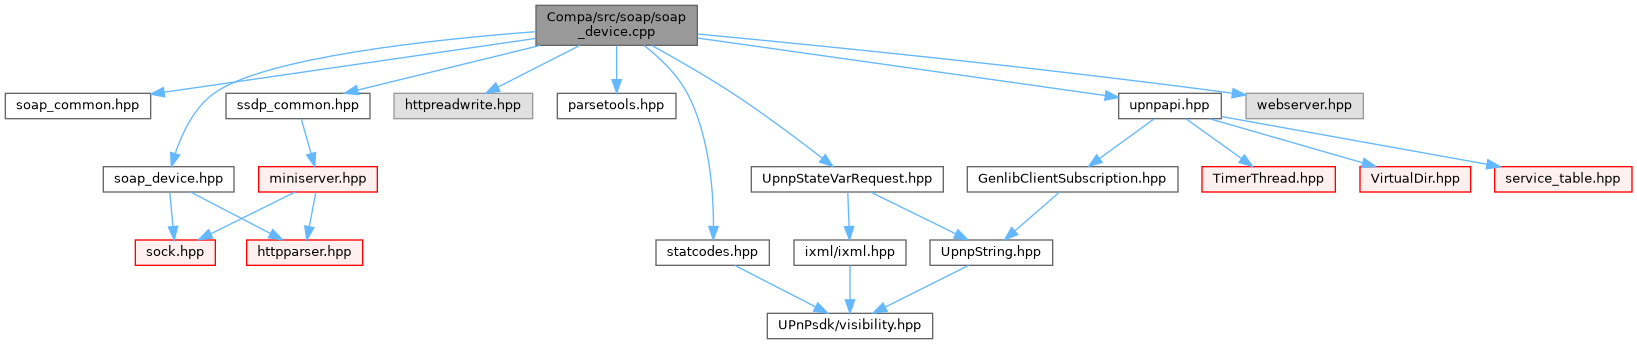 Compa/src/soap/soap
_device.cpp
soap_common.hpp
ssdp_common.hpp
httpreadwrite.hpp
parsetools.hpp
upnpapi.hpp
webserver.hpp
soap_device.hpp
miniserver.hpp
UpnpStateVarRequest.hpp
GenlibClientSubscription.hpp
TimerThread.hpp
VirtualDir.hpp
service_table.hpp
sock.hpp
httpparser.hpp
statcodes.hpp
ixml/ixml.hpp
UpnpString.hpp
UPnPsdk/visibility.hpp